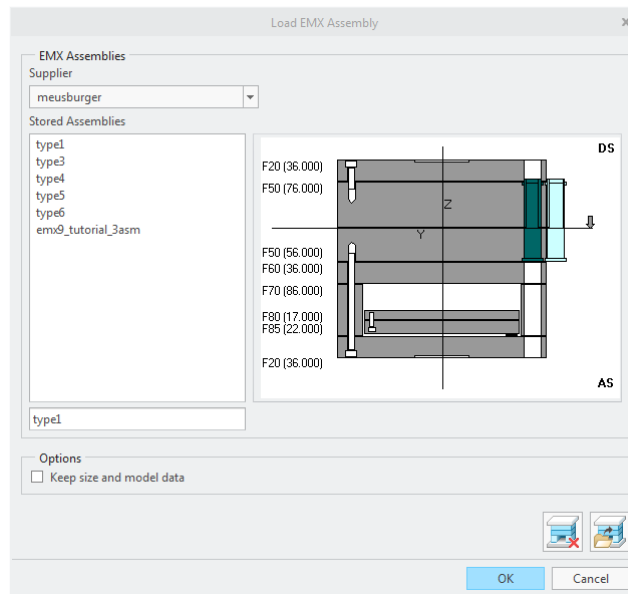 Load EMX Assembly
EMX Assemblies
Supplier
meusburger
Stored Assemblies
type1
type3
type4
type5
type6
emx9_tutorial_3asm
type1
DS
F20 (36.000)
F50 (76.000)
Z
Y
F50 (56.000)
F60 (36.000)
F70 (86.000)
F80 (17.000)
F85 (22.000)
F20 (36.000)
AS
Options
Keep size and model data
OK
Cancel